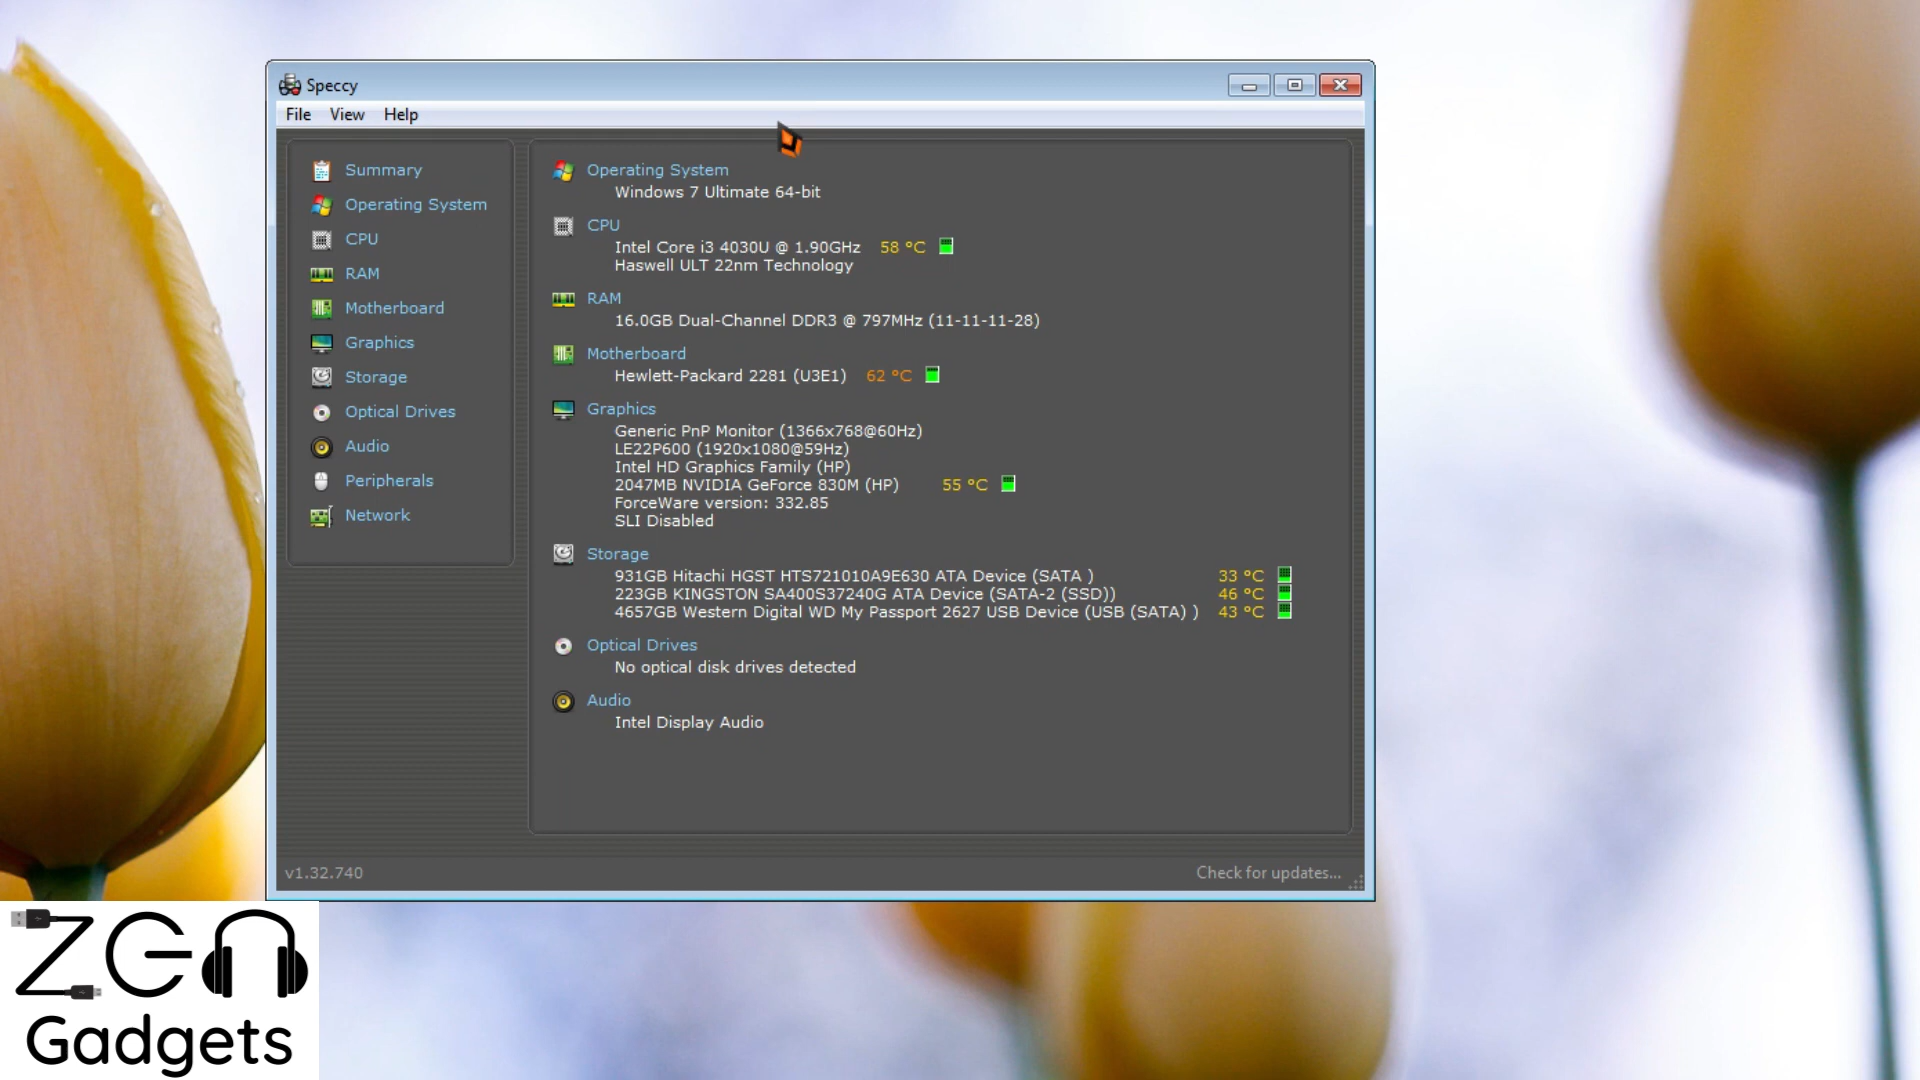 Speccy
File View Help
Summary
Operating System
CPU
RAM
Motherboard
Graphics
Storage
Optical Drives
Audio
Peripherals
Network
Operating System
Windows 7 Ultimate 64-bit
CPU
Intel Core i3 4030U @ 1.90GHz 58 °C
Haswell ULT 22nm Technology
RAM
16.0GB Dual-Channel DDR3 @ 797MHz (11-11-11-28)
Motherboard
Hewlett-Packard 2281 (U3E1) 62 °C
Graphics
Generic PnP Monitor (1366x768@60Hz)
LE22P600 (1920x1080@59Hz)
Intel HD Graphics Family (HP)
2047MB NVIDIA GeForce 830M (HP) 55 °C
ForceWare version: 332.85
SLI Disabled
Storage
931GB Hitachi HGST HTS721010A9E630 ATA Device (SATA ) 33 °C
223GB KINGSTON SA400S37240G ATA Device (SATA-2 (SSD)) 46 °C
4657GB Western Digital WD My Passport 2627 USB Device (USB (SATA) ) 43 °C
Optical Drives
No optical disk drives detected
Audio
Intel Display Audio
v1.32.740 Check for updates...
ZGN
Gadgets